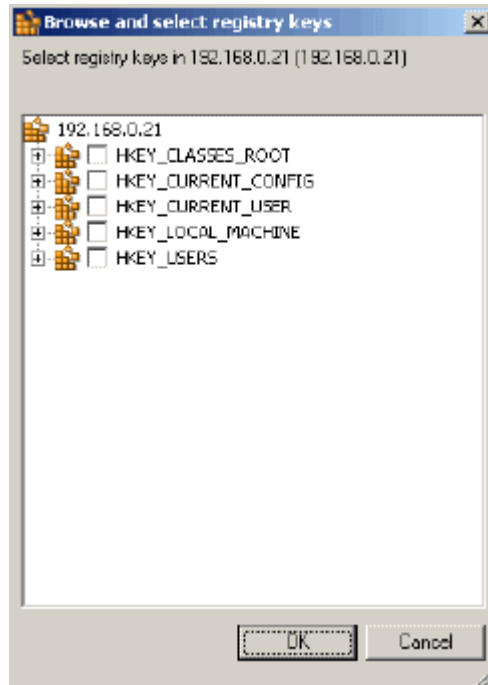 Browse and select registry keys
Select registry keys in 192.168.0.21 (192.168.0.21)
192.168.0.21
HKEY_CLASSES_ROOT
HKEY_CURRENT_CONFIG
HKEY_CURRENT_USER
HKEY_LOCAL_MACHINE
HKEY_USERS
OK
Cancel